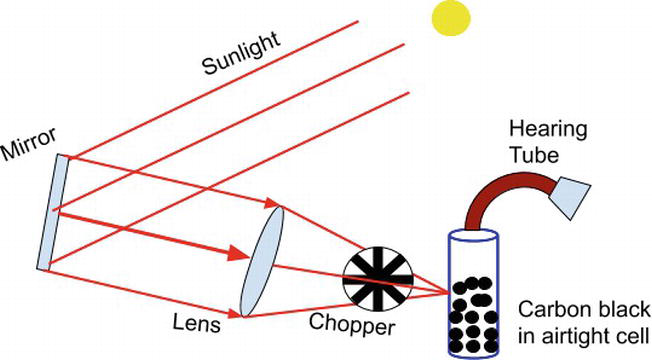 Sunlight
Mirror
Hearing
Tube
Lens
Chopper
Carbon black
in airtight cell